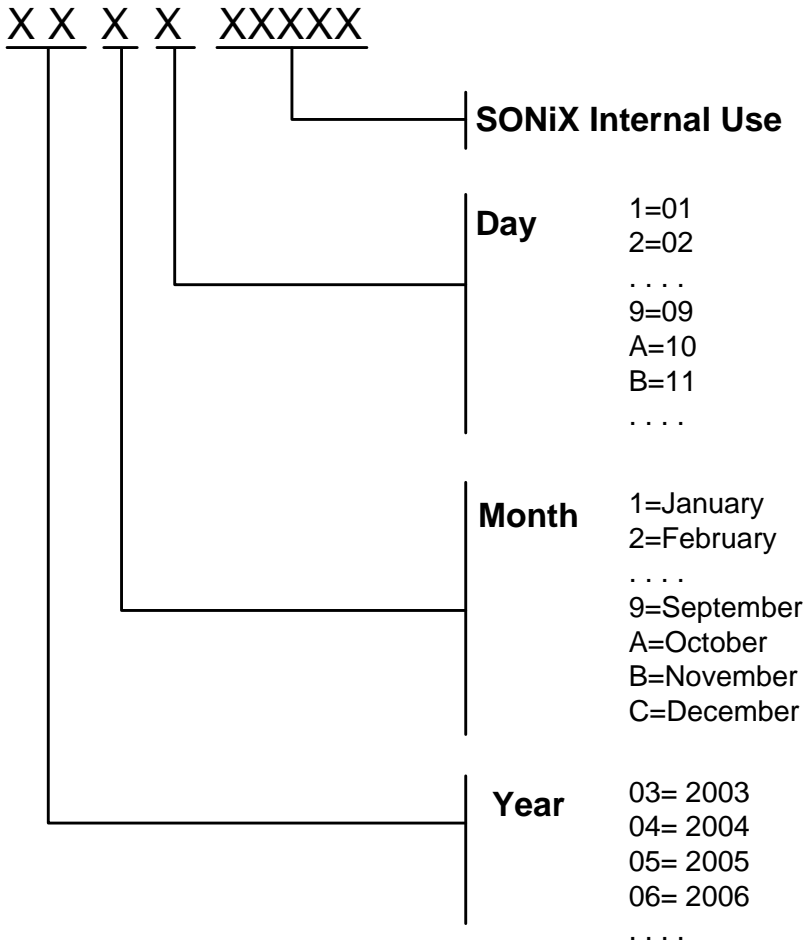 X X X X XXXXX
SONiX Internal Use
Day
1=01
2=02
. . . .
9=09
A=10
B=11
. . . .
Month
1=January
2=February
. . . .
9=September
A=October
B=November
C=December
Year
03= 2003
04= 2004
05= 2005
06= 2006
. . . .